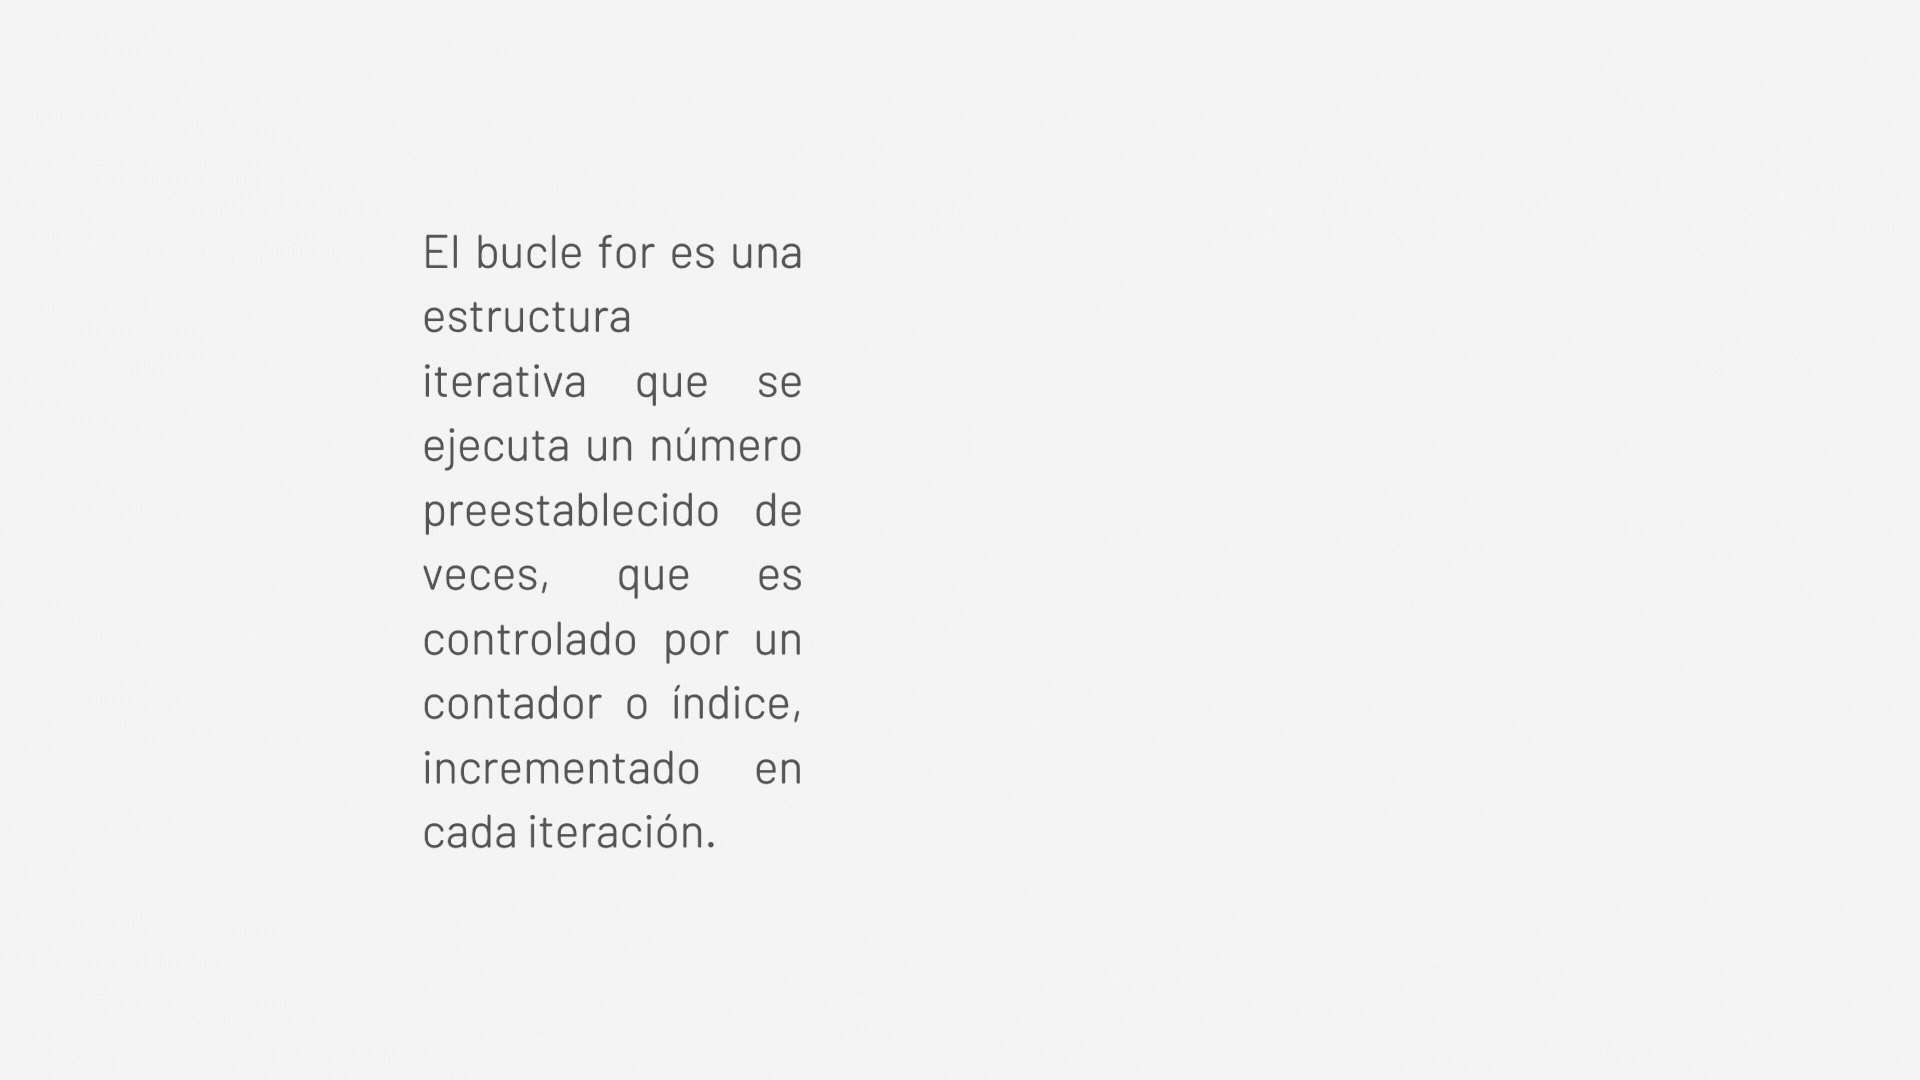 El bucle for es una
estructura
iterativa que se
ejecuta un número
preestablecido de
veces, que es
controlado por un
contador o índice,
incrementado en
cada iteración.